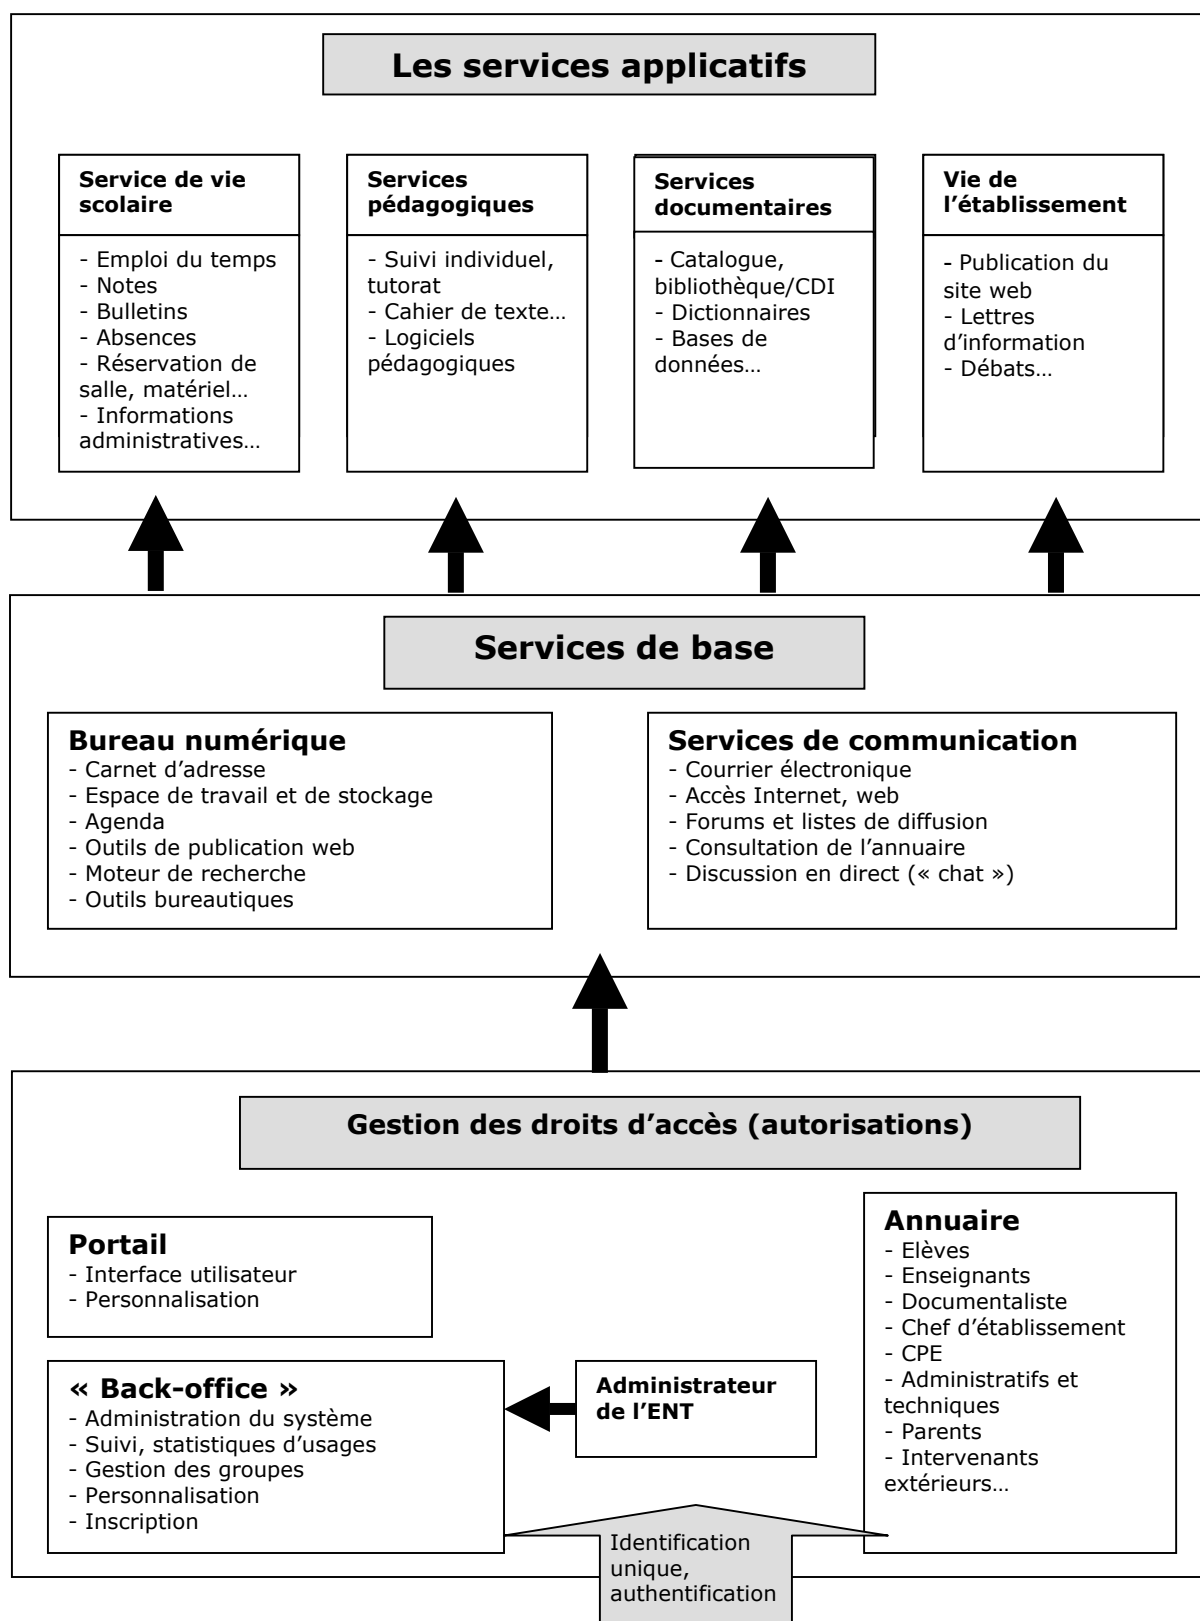 Les services applicatifs
Service de vie
scolaire
- Emploi du temps
- Notes
- Bulletins
- Absences
- Réservation de
salle, matériel…
- Informations
administratives…
Services
pédagogiques
- Suivi individuel,
tutorat
- Cahier de texte…
- Logiciels
pédagogiques
Services
documentaires
- Catalogue,
bibliothèque/CDI
- Dictionnaires
- Bases de
données…
Vie de
l’établissement
- Publication du
site web
- Lettres
d’information
- Débats…
Services de base
Bureau numérique
- Carnet d’adresse
- Espace de travail et de stockage
- Agenda
- Outils de publication web
- Moteur de recherche
- Outils bureautiques
Services de communication
- Courrier électronique
- Accès Internet, web
- Forums et listes de diffusion
- Consultation de l’annuaire
- Discussion en direct (« chat »)
Gestion des droits d’accès (autorisations)
Portail
- Interface utilisateur
- Personnalisation
« Back-office »
- Administration du système
- Suivi, statistiques d’usages
- Gestion des groupes
- Personnalisation
- Inscription
Administrateur
de l’ENT
Annuaire
- Elèves
- Enseignants
- Documentaliste
- Chef d’établissement
- CPE
- Administratifs et
techniques
- Parents
- Intervenants
extérieurs…
Identification
unique,
authentification